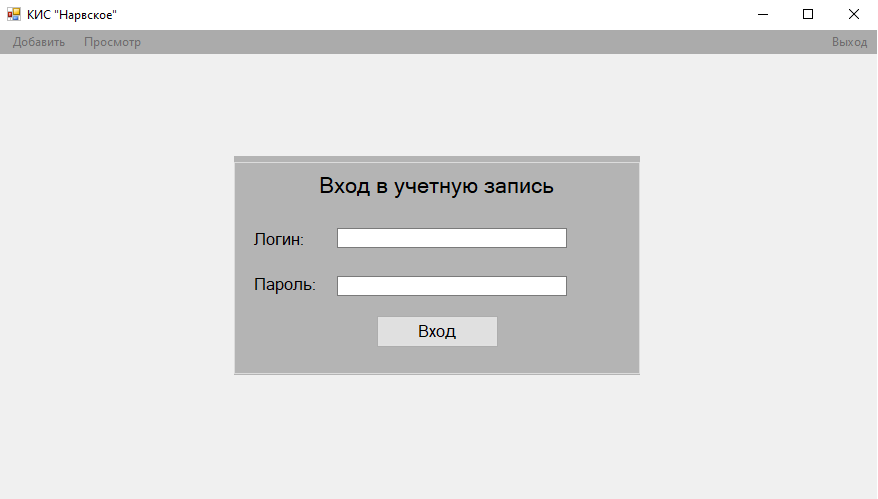 КИС "Нарвское"
Добавить Просмотр Выход
Вход в учетную запись
Логин:
Пароль:
Вход